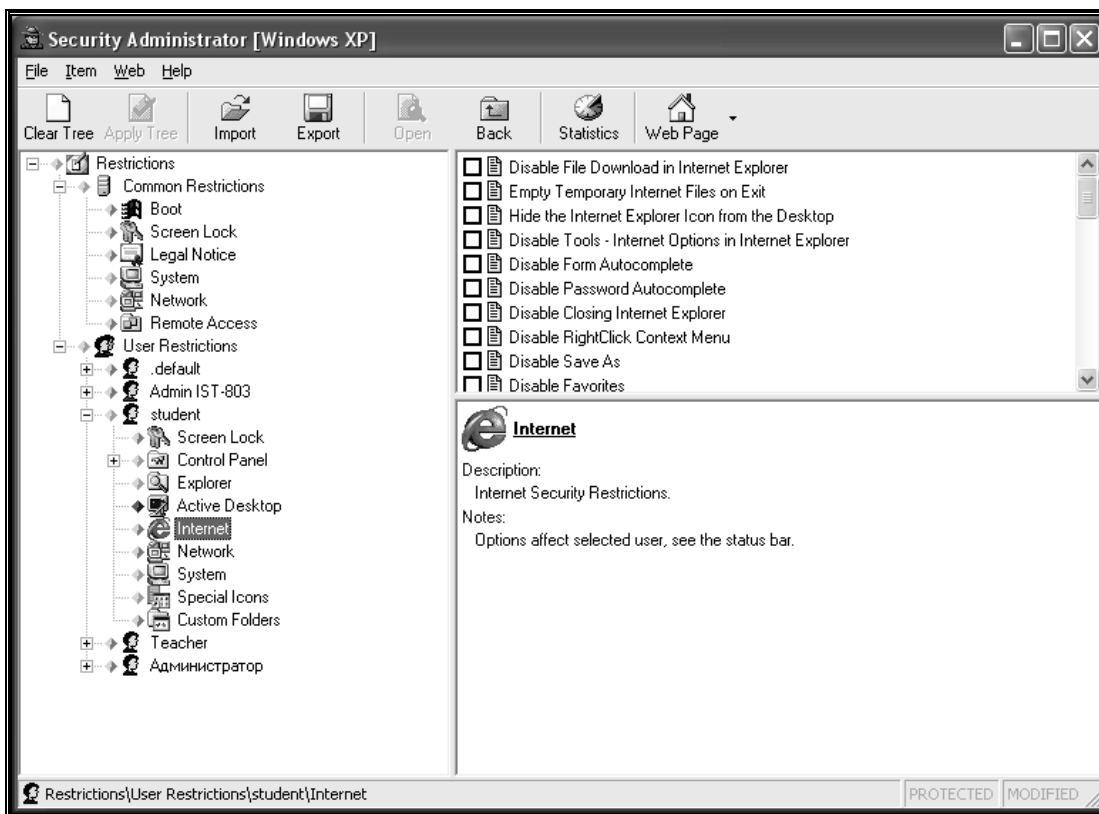 Security Administrator [Windows XP]
File Item Web Help
Clear Tree Apply Tree Import Export Open Back Statistics Web Page
Restrictions
Common Restrictions
Boot
Screen Lock
Legal Notice
System
Network
Remote Access
User Restrictions
.default
Admin IST-803
student
Screen Lock
Control Panel
Explorer
Active Desktop
Internet
Network
System
Special Icons
Custom Folders
Teacher
Администратор
Disable File Download in Internet Explorer
Empty Temporary Internet Files on Exit
Hide the Internet Explorer Icon from the Desktop
Disable Tools - Internet Options in Internet Explorer
Disable Form Autocomplete
Disable Password Autocomplete
Disable Closing Internet Explorer
Disable RightClick Context Menu
Disable Save As
Disable Favorites
Internet
Description:
Internet Security Restrictions.
Notes:
Options affect selected user, see the status bar.
Restrictions\User Restrictions\student\Internet
PROTECTED MODIFIED